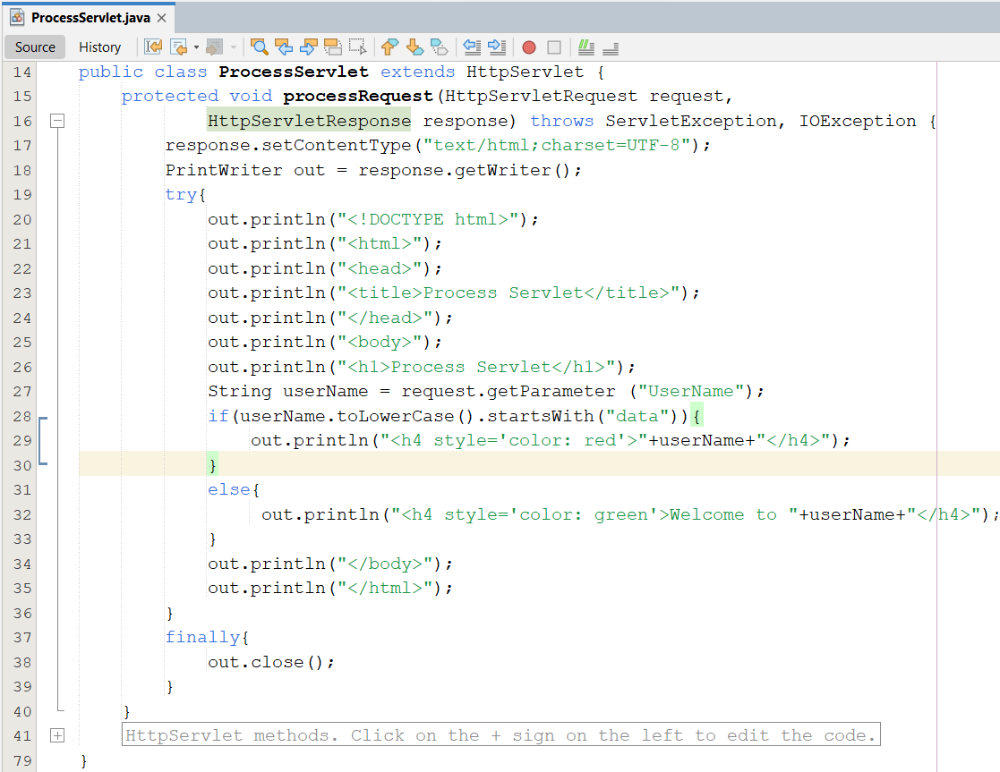 ProcessServlet.java
Source History
14 public class ProcessServlet extends HttpServlet {
15 protected void processRequest(HttpServletRequest request,
16 HttpServletResponse response) throws ServletException, IOException {
17 response.setContentType("text/html;charset=UTF-8");
18 PrintWriter out = response.getWriter();
19 try{
20 out.println("<!DOCTYPE html>");
21 out.println("<html>");
22 out.println("<head>");
23 out.println("<title>Process Servlet</title>");
24 out.println("</head>");
25 out.println("<body>");
26 out.println("<h1>Process Servlet</h1>");
27 String userName = request.getParameter ("UserName");
28 if(userName.toLowerCase().startsWith("data")){
29 out.println("<h4 style='color: red'>"+userName+"</h4>");
30 }
31 else{
32 out.println("<h4 style='color: green'>Welcome to "+userName+"</h4>");
33 }
34 out.println("</body>");
35 out.println("</html>");
36 }
37 finally{
38 out.close();
39 }
40 }
41 HttpServlet methods. Click on the + sign on the left to edit the code.
79 }